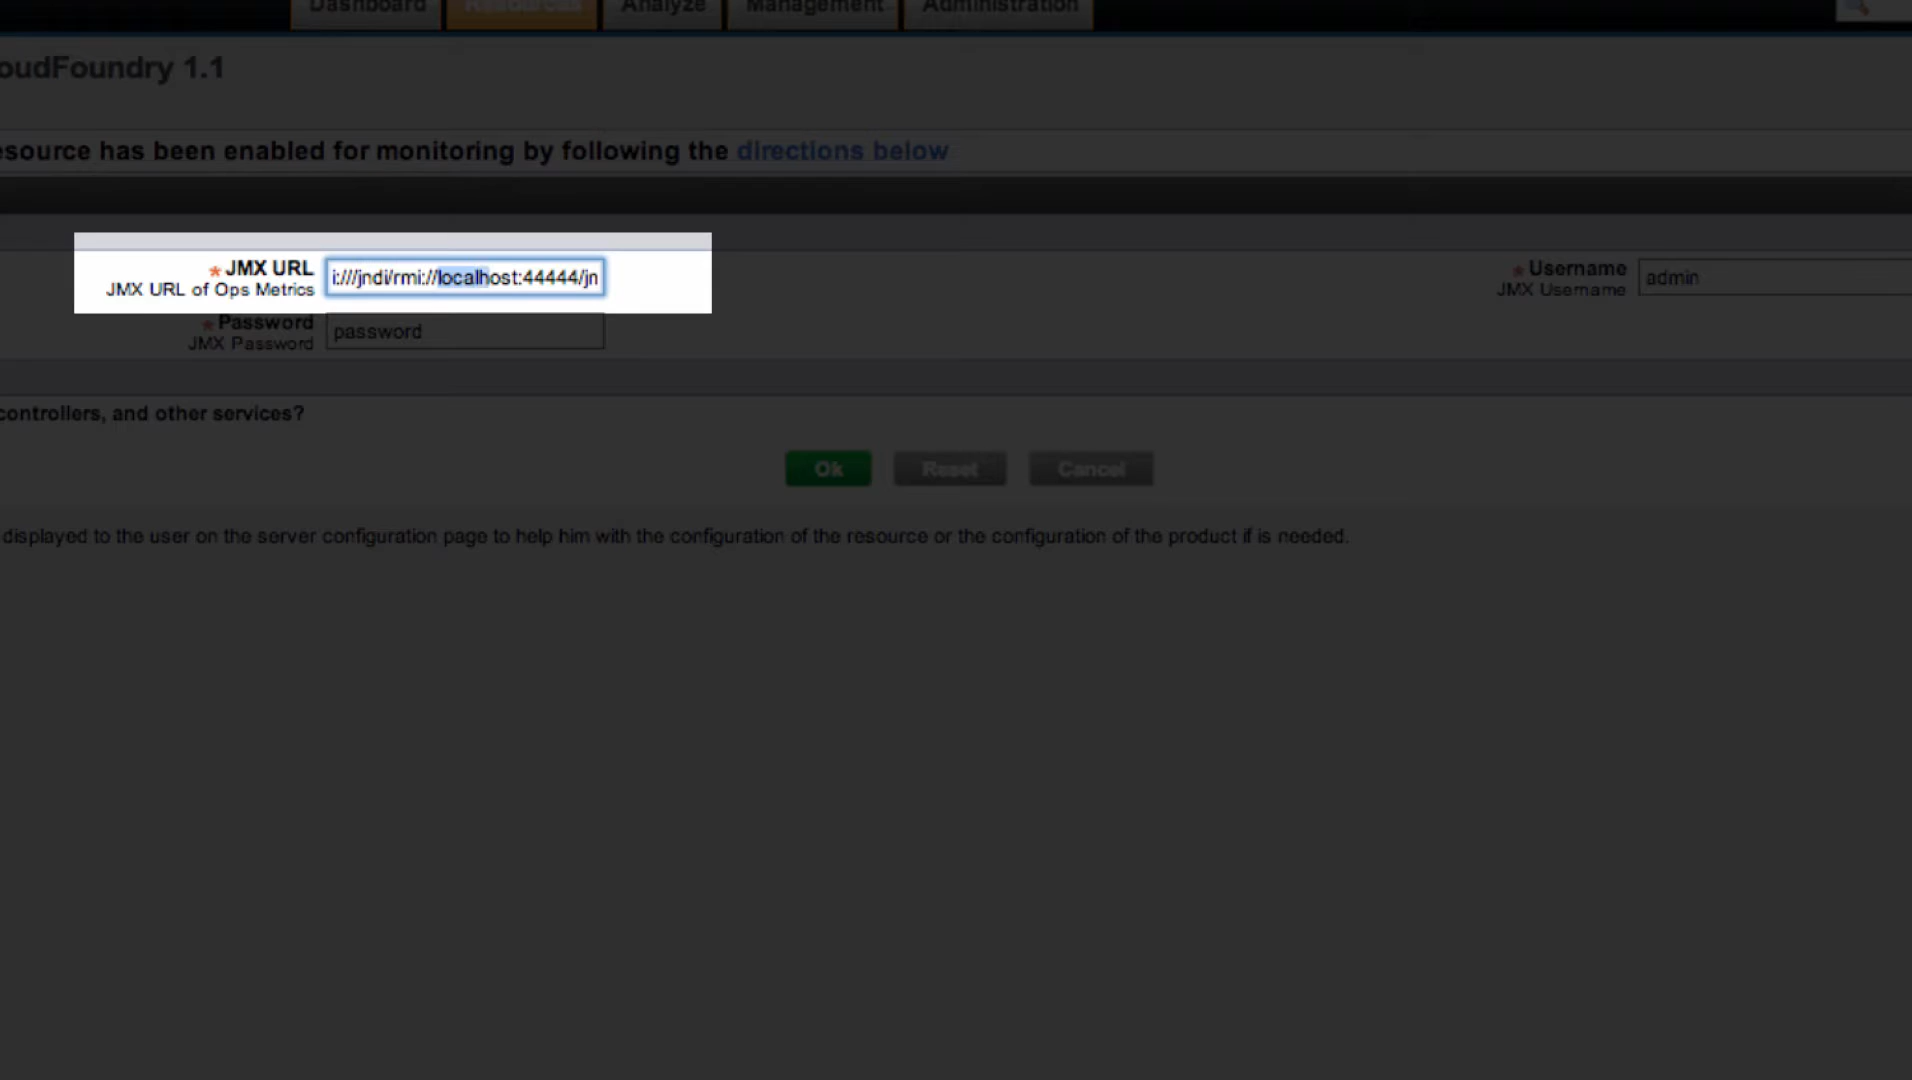 Dashboard Resources Analyze Management Administration
oudFoundry 1.1
esource has been enabled for monitoring by following the directions below
* JMX URL
i:///jndi/rmi://localhost:44444/jn
JMX URL of Ops Metrics
* Username
admin
JMX Username
* Password
password
JMX Password
controllers, and other services?
Ok Reset Cancel
displayed to the user on the server configuration page to help him with the configuration of the resource or the configuration of the product if is needed.